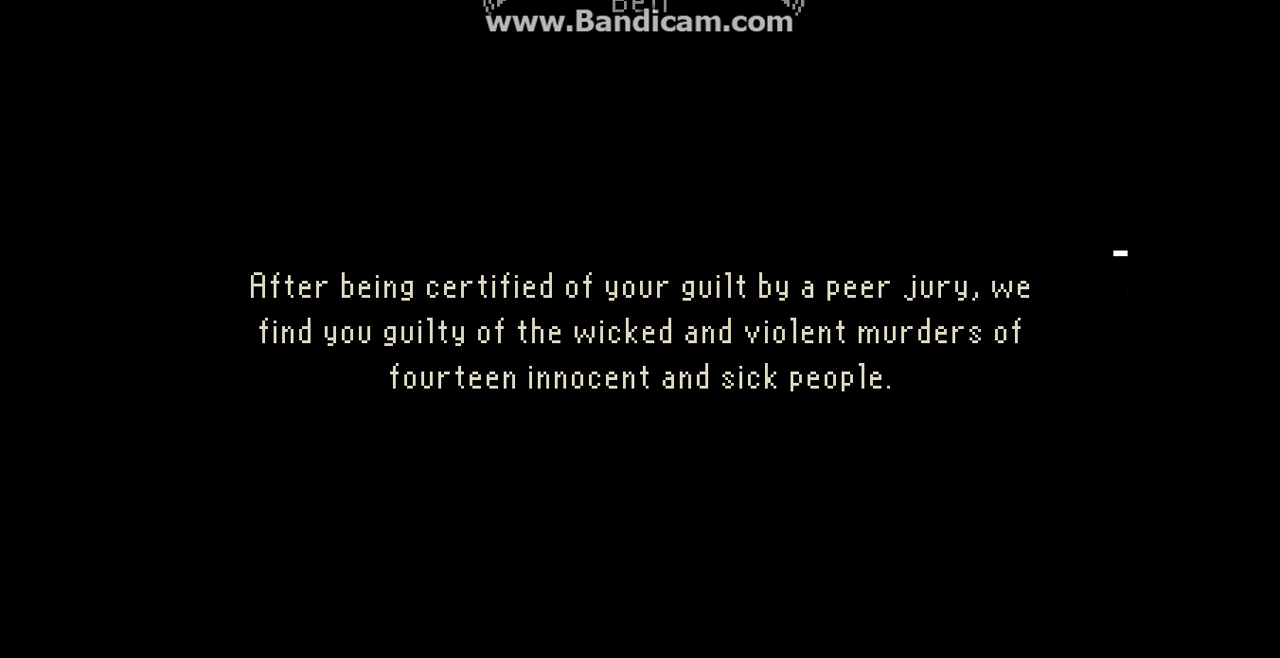 www.Bandicam.com
After being certified of your guilt by a peer jury, we
find you guilty of the wicked and violent murders of
fourteen innocent and sick people.